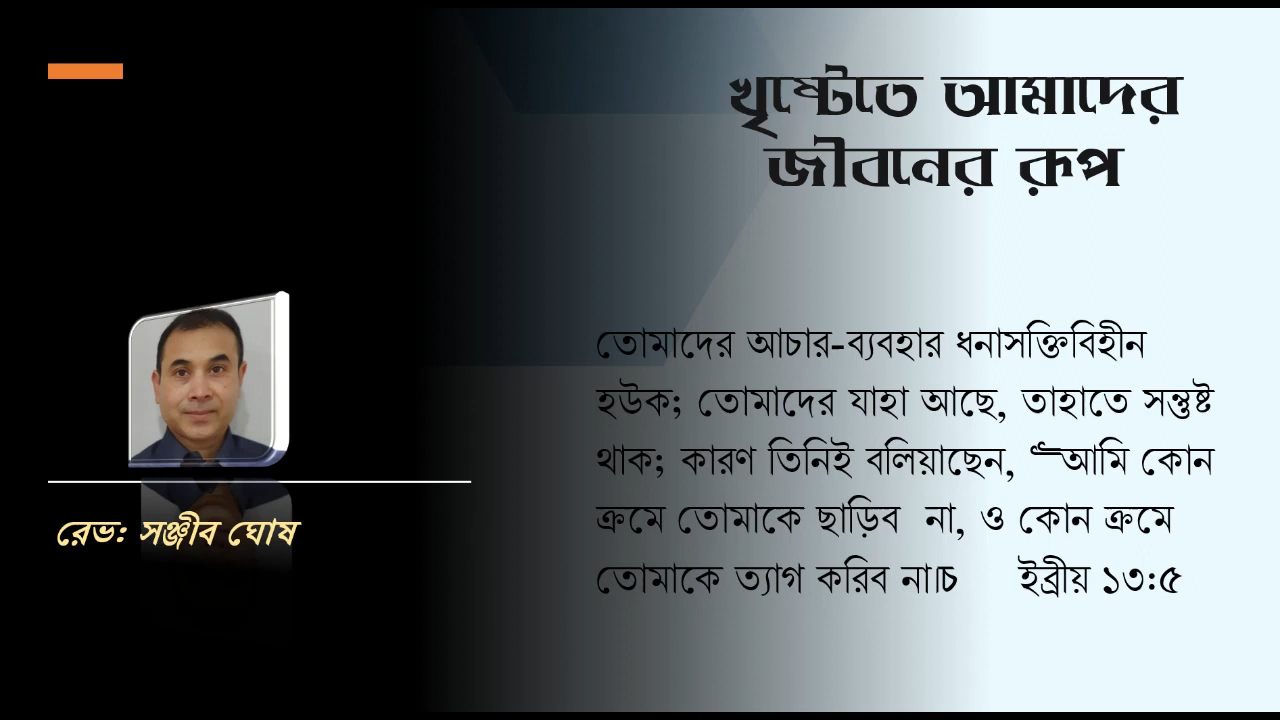 খৃষ্টেতে আমাদের
জীবনের রূপ
তোমাদের আচার-ব্যবহার ধনাসক্তিবিহীন
হউক; তোমাদের যাহা আছে, তাহাতে সন্তুষ্ট
থাক; কারণ তিনিই বলিয়াছেন, আমি কোন
ক্রমে তোমাকে ছাড়িব না, ও কোন ক্রমে
তোমাকে ত্যাগ করিব না।চ ইব্রীয় ১৩:৫
রেভঃ সঞ্জীব ঘোষ